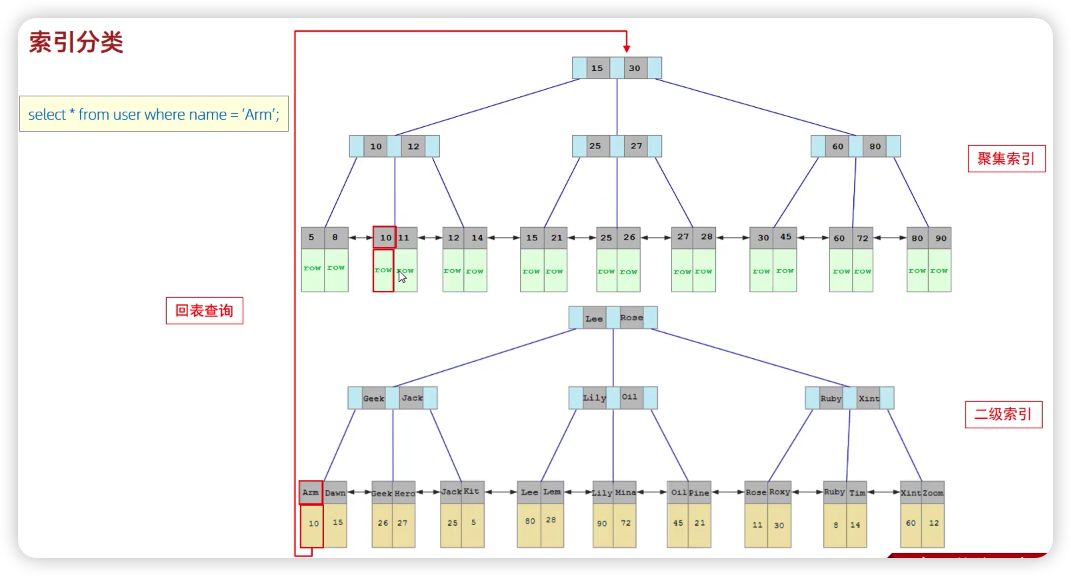 索引分类
select * from user where name = 'Arm';
15 30
10 12
25 27
60 80
聚集索引
5 8 10 11 12 14 15 21 25 26 27 28 30 45 60 72 80 90
row row row row row row row row row row row row row row row row row row
回表查询
Lee Rose
Geek Jack
Lily Oil
Ruby Xint
二级索引
Arm Dawn Geek Hero Jack Kit Lee Lem Lily Mina Oil Pine Rose Roxy Ruby Tim Xint Zoom
10 15 26 27 25 5 80 28 90 72 45 21 11 30 8 14 60 12